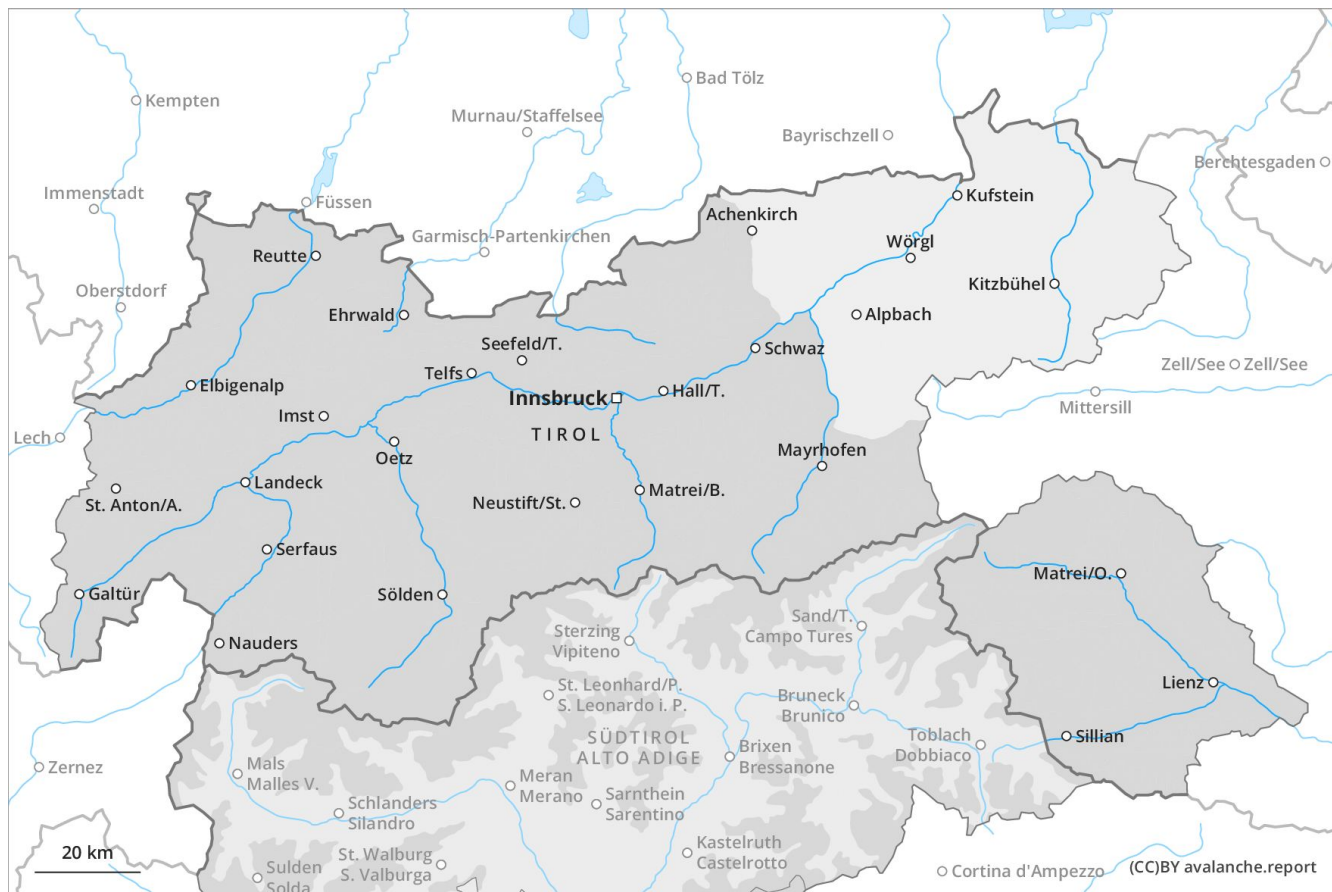 Bad Tölz
Kempten
Murnau/Staffelsee
Bayrischzell
Berchtesgaden
Immenstadt
Füssen
Kufstein
Achenkirch
Garmisch-Partenkirchen
Wörgl
Reutte
Kitzbühel
Oberstdorf
Ehrwald
Alpbach
Seefeld/T.
Schwaz
Zell/See
Zell/See
Telfs
Elbigenalp
Hall/T.
Innsbruck
Mittersill
Imst
TIROL
Lech
Oetz
Mayrhofen
Landeck
Matrei/B.
St. Anton/A.
Neustift/St.
Serfaus
Matrei/O.
Galtür
Sölden
Sand/T.
Campo Tures
Sterzing
Vipiteno
Nauders
Lienz
St. Leonhard/P.
S. Leonardo i. P.
Bruneck
Brunico
SÜDTIROL
ALTO ADIGE
Sillian
Toblach
Dobbiaco
Brixen
Bressanone
Zernez
Mals
Malles V.
Meran
Merano
Sarnthein
Sarentino
Schlanders
Silandro
20 km
St. Walburg
S. Valburga
Kastelruth
Castelrotto
Sulden
Solda
Cortina d'Ampezzo
(CC)BY avalanche.report